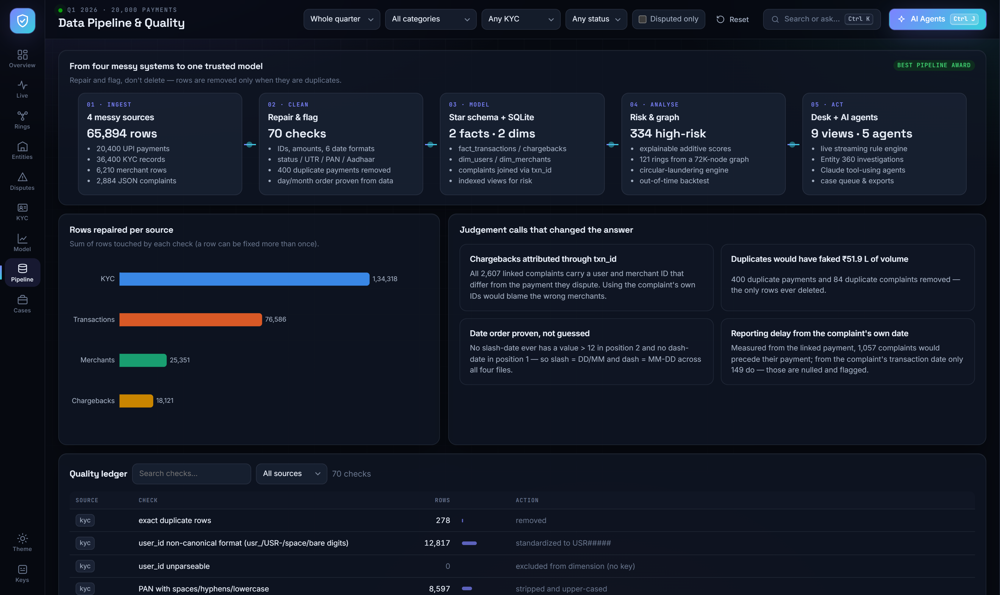 Q1 2026 · 20,000 PAYMENTS
Data Pipeline & Quality
Whole quarter
All categories
Any KYC
Any status
Disputed only
Reset
Search or ask...
Ctrl K
AI Agents
Ctrl J
Overview
Live
Rings
Entities
Disputes
KYC
Model
Pipeline
Cases
Theme
Keys
From four messy systems to one trusted model
BEST PIPELINE AWARD
Repair and flag, don't delete — rows are removed only when they are duplicates.
01 · INGEST
4 messy sources
65,894 rows
• 20,400 UPI payments
• 36,400 KYC records
• 6,210 merchant rows
• 2,884 JSON complaints
02 · CLEAN
Repair & flag
70 checks
• IDs, amounts, 6 date formats
• status / UTR / PAN / Aadhaar
• 400 duplicate payments removed
• day/month order proven from data
03 · MODEL
Star schema + SQLite
2 facts · 2 dims
• fact_transactions / chargebacks
• dim_users / dim_merchants
• complaints joined via txn_id
• indexed views for risk
04 · ANALYSE
Risk & graph
334 high-risk
• explainable additive scores
• 121 rings from a 72K-node graph
• circular-laundering engine
• out-of-time backtest
05 · ACT
Desk + AI agents
9 views · 5 agents
• live streaming rule engine
• Entity 360 investigations
• Claude tool-using agents
• case queue & exports
Rows repaired per source
Sum of rows touched by each check (a row can be fixed more than once).
KYC 1,34,318
Transactions 76,586
Merchants 25,351
Chargebacks 18,121
Judgement calls that changed the answer
Chargebacks attributed through txn_id
All 2,607 linked complaints carry a user and merchant ID that
differ from the payment they dispute. Using the complaint's own
IDs would blame the wrong merchants.
Duplicates would have faked ₹51.9 L of volume
400 duplicate payments and 84 duplicate complaints removed —
the only rows ever deleted.
Date order proven, not guessed
No slash-date ever has a value > 12 in position 2 and no dash-
date in position 1 — so slash = DD/MM and dash = MM-DD across
all four files.
Reporting delay from the complaint's own date
Measured from the linked payment, 1,057 complaints would
precede their payment; from the complaint's transaction date only
149 do — those are nulled and flagged.
Quality ledger
Search checks...
All sources
70 checks
SOURCE CHECK ROWS ACTION
kyc exact duplicate rows 278 removed
kyc user_id non-canonical format (usr_/USR-/space/bare digits) 12,817 standardized to USR#####
kyc user_id unparseable 0 excluded from dimension (no key)
kyc PAN with spaces/hyphens/lowercase 8,597 stripped and upper-cased